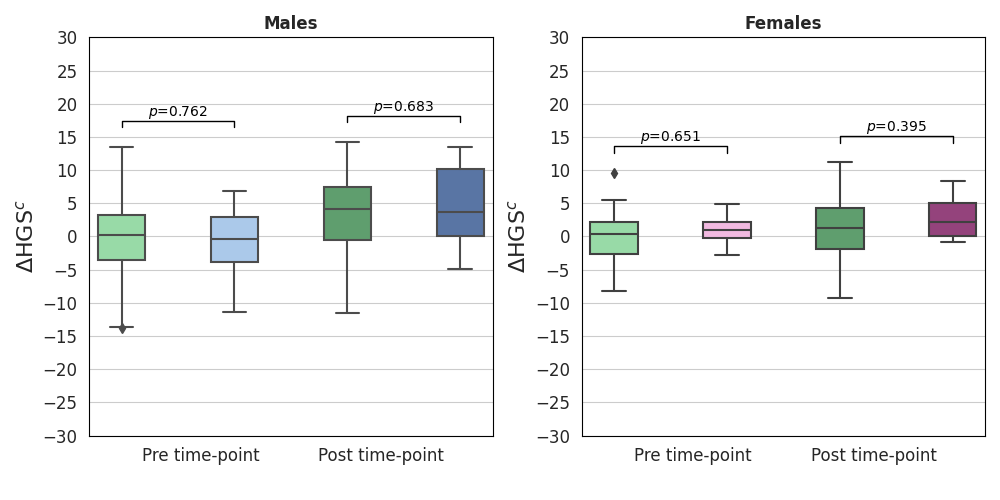 Males
30
25
20
15
10
5
0
−5
−10
−15
−20
−25
−30
ΔHGSᶜ
p=0.762
p=0.683
Pre time-point
Post time-point
Females
30
25
20
15
10
5
0
−5
−10
−15
−20
−25
−30
ΔHGSᶜ
p=0.651
p=0.395
Pre time-point
Post time-point